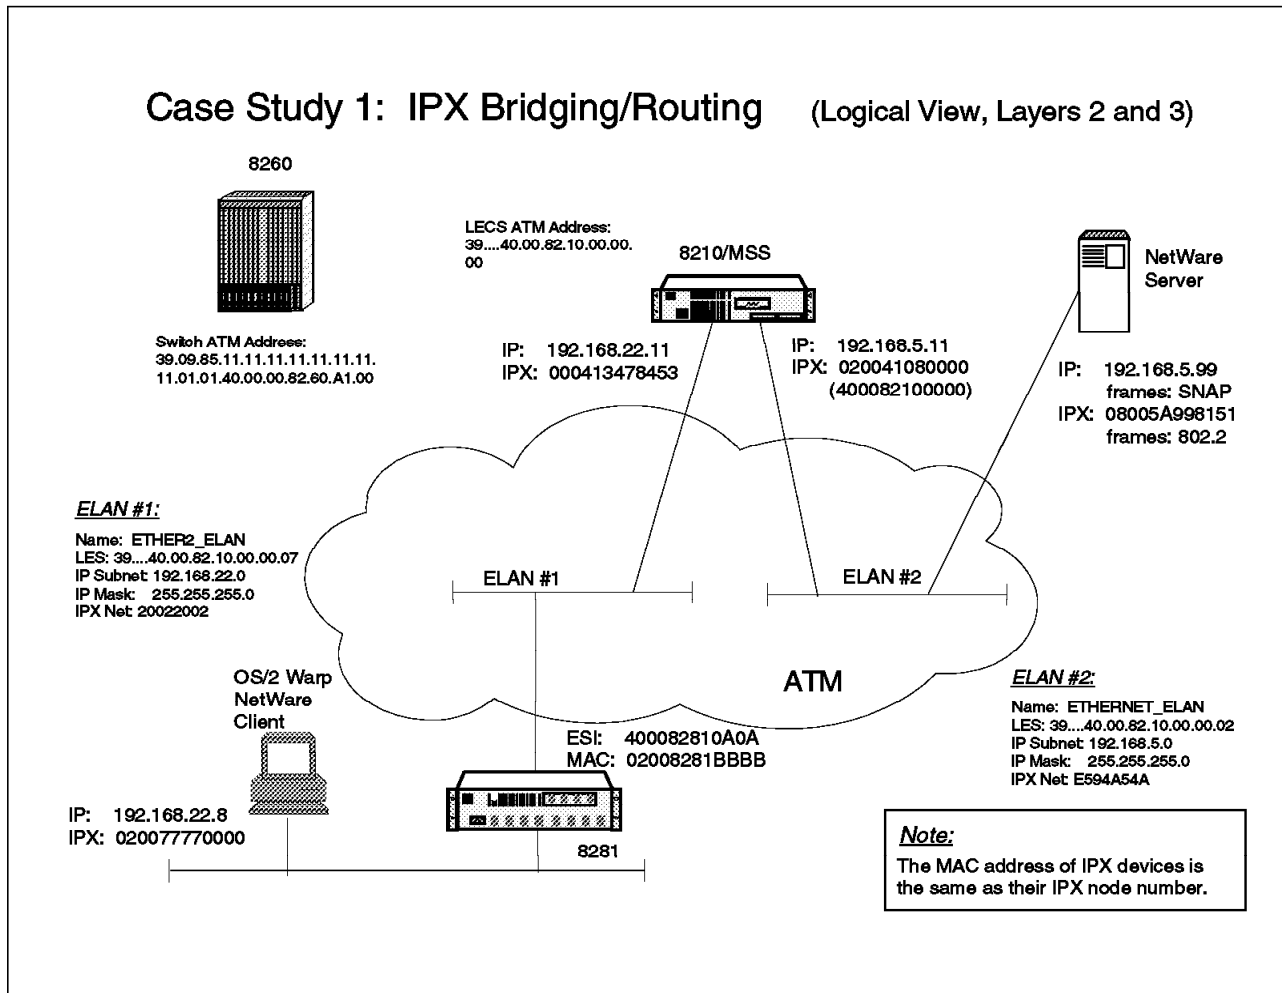 Case Study 1: IPX Bridging/Routing (Logical View, Layers 2 and 3)
8260
Switch ATM Address:
39.09.85.11.11.11.11.11.11.11.
11.01.01.40.00.00.82.60.A1.00
LECS ATM Address:
39....40.00.82.10.00.00.
00
8210/MSS
IP: 192.168.22.11
IPX: 000413478453
IP: 192.168.5.11
IPX: 020041080000
(400082100000)
NetWare
Server
IP: 192.168.5.99
frames: SNAP
IPX: 08005A998151
frames: 802.2
ELAN #1:
Name: ETHER2_ELAN
LES: 39....40.00.82.10.00.00.07
IP Subnet: 192.168.22.0
IP Mask: 255.255.255.0
IPX Net: 20022002
ELAN #1
ELAN #2
ATM
OS/2 Warp
NetWare
Client
IP: 192.168.22.8
IPX: 020077770000
ESI: 400082810A0A
MAC: 02008281BBBB
8281
ELAN #2:
Name: ETHERNET_ELAN
LES: 39....40.00.82.10.00.00.02
IP Subnet: 192.168.5.0
IP Mask: 255.255.255.0
IPX Net: E594A54A
Note:
The MAC address of IPX devices is
the same as their IPX node number.